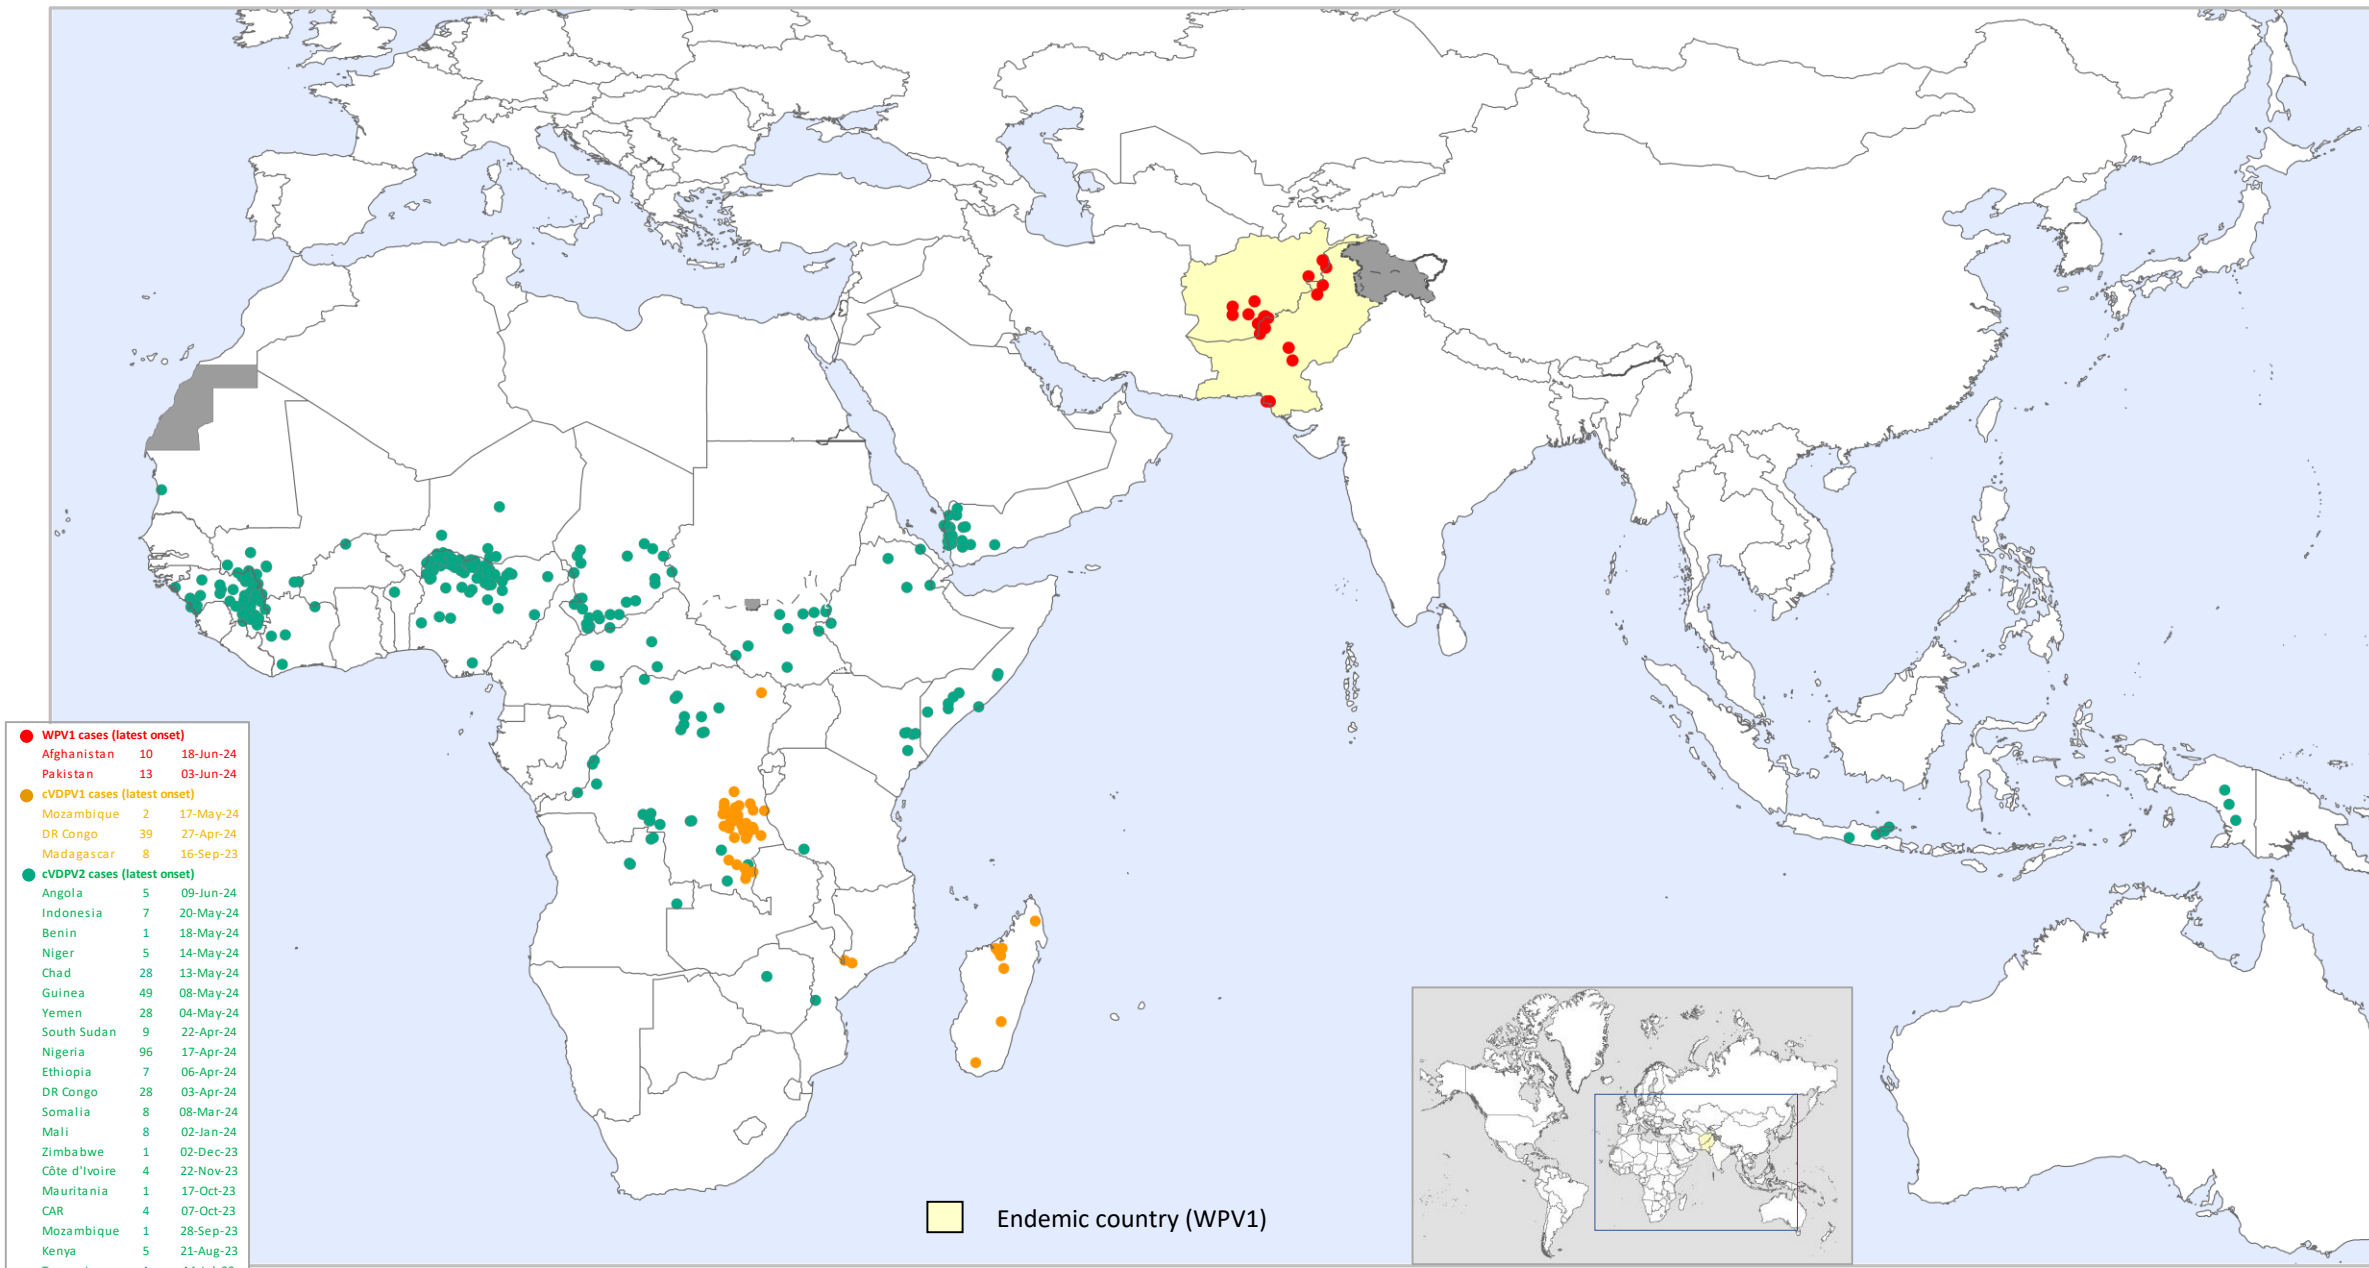 WPV1 cases (latest onset)
Afghanistan 10 18-Jun-24
Pakistan 13 03-Jun-24
cVDPV1 cases (latest onset)
Mozambique 2 17-May-24
DR Congo 39 27-Apr-24
Madagascar 8 16-Sep-23
cVDPV2 cases (latest onset)
Angola 5 09-Jun-24
Indonesia 7 20-May-24
Benin 1 18-May-24
Niger 5 14-May-24
Chad 28 13-May-24
Guinea 49 08-May-24
Yemen 28 04-May-24
South Sudan 9 22-Apr-24
Nigeria 96 17-Apr-24
Ethiopia 7 06-Apr-24
DR Congo 28 03-Apr-24
Somalia 8 08-Mar-24
Mali 8 02-Jan-24
Zimbabwe 1 02-Dec-23
Côte d'Ivoire 4 22-Nov-23
Mauritania 1 17-Oct-23
CAR 4 07-Oct-23
Mozambique 1 28-Sep-23
Kenya 5 21-Aug-23
Endemic country (WPV1)